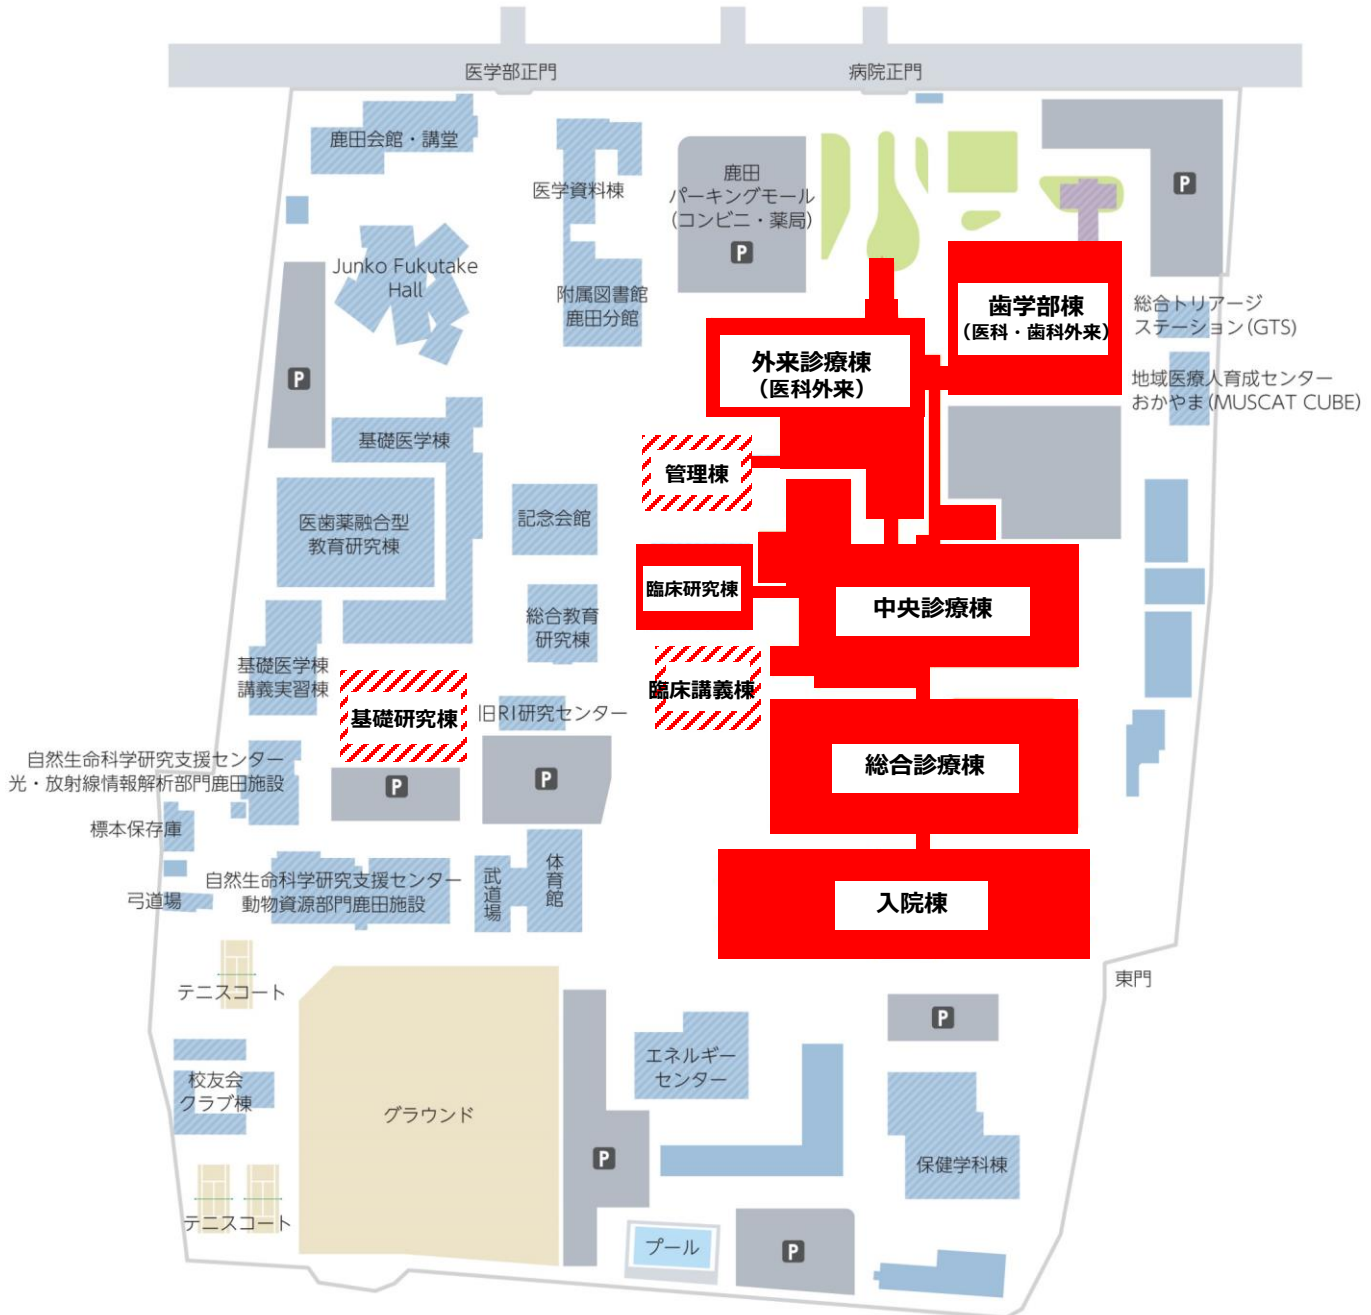 医学部正門
病院正門
鹿田会館・講堂
医学資料棟
鹿田
パーキングモール
(コンビニ・薬局)
P
P
Junko Fukutake
Hall
附属図書館
鹿田分館
歯学部棟
(医科・歯科外来)
総合トリアージ
ステーション(GTS)
外来診療棟
(医科外来)
地域医療人育成センター
おかやま(MUSCAT CUBE)
P
基礎医学棟
管理棟
医歯薬融合型
教育研究棟
記念会館
臨床研究棟
中央診療棟
総合教育
研究棟
基礎医学棟
講義実習棟
臨床講義棟
基礎研究棟
旧RI研究センター
自然生命科学研究支援センター
光・放射線情報解析部門鹿田施設
総合診療棟
P
P
標本保存庫
自然生命科学研究支援センター
動物資源部門鹿田施設
武道場
体育館
弓道場
入院棟
テニスコート
東門
P
エネルギー
センター
校友会
クラブ棟
グラウンド
P
保健学科棟
テニスコート
プール
P